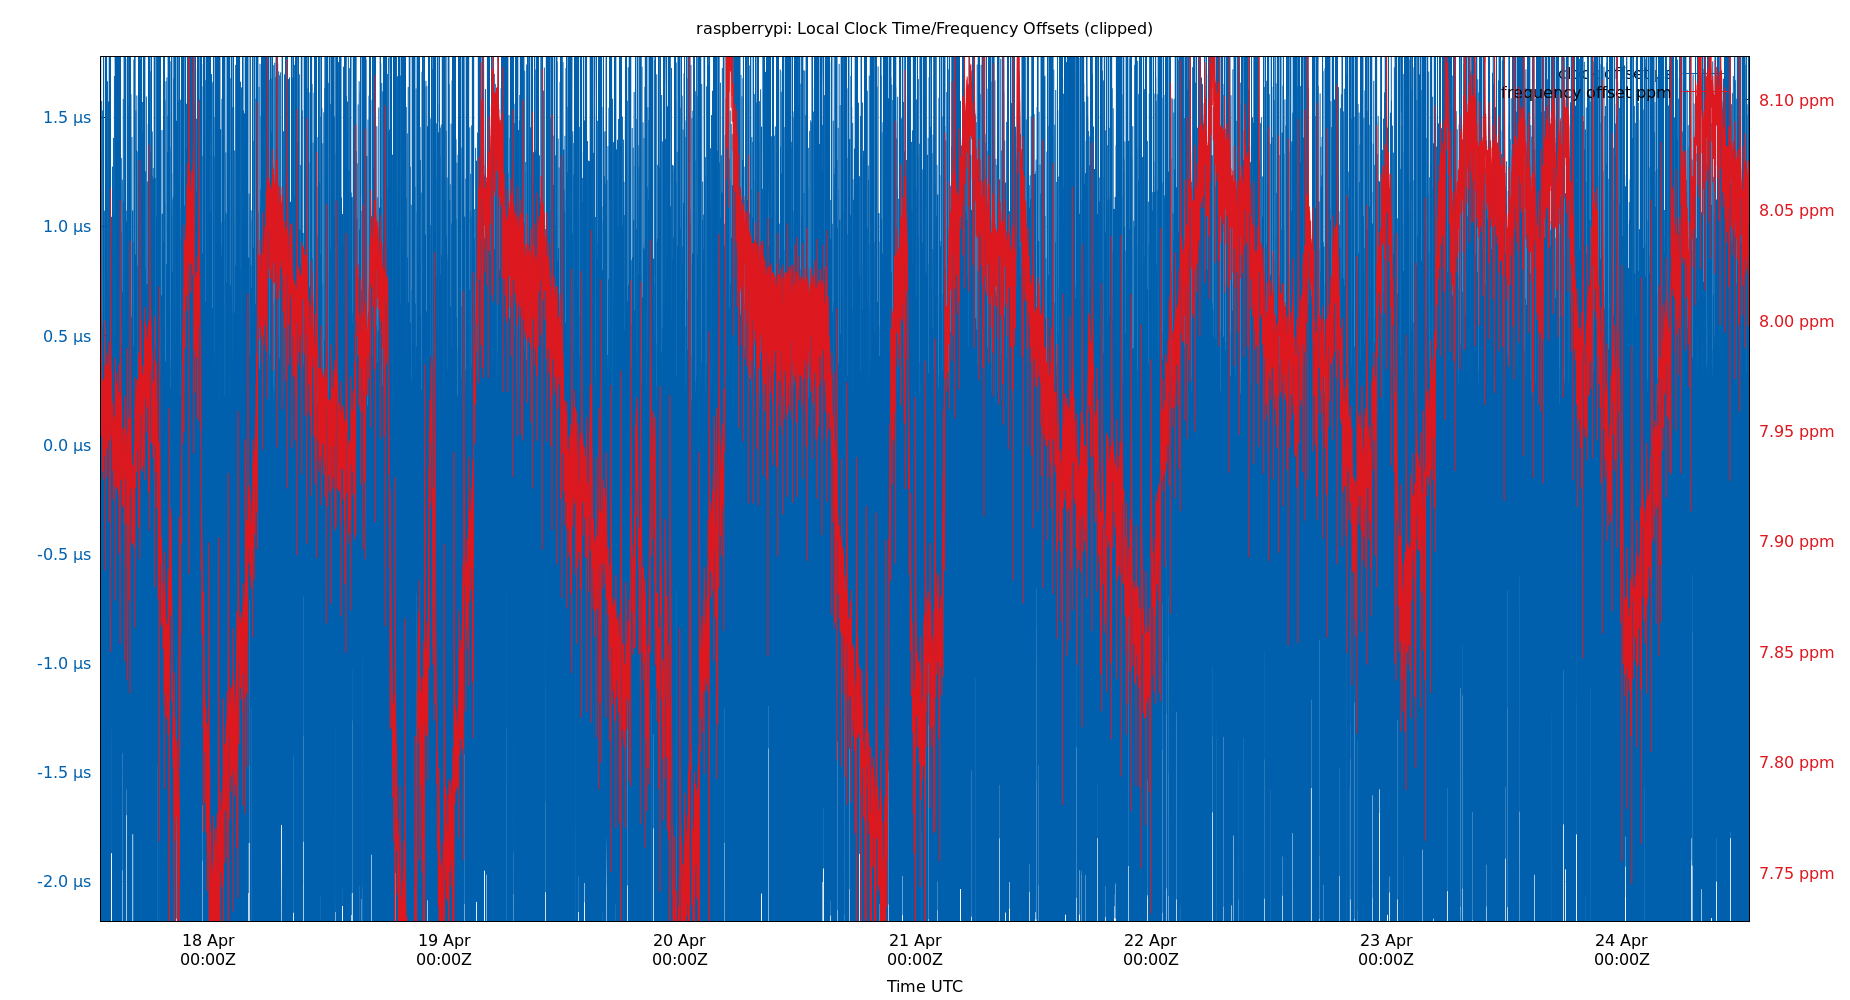 raspberrypi: Local Clock Time/Frequency Offsets (clipped)
clock offset µs
frequency offset ppm
1.5 µs
1.0 µs
0.5 µs
0.0 µs
-0.5 µs
-1.0 µs
-1.5 µs
-2.0 µs
8.10 ppm
8.05 ppm
8.00 ppm
7.95 ppm
7.90 ppm
7.85 ppm
7.80 ppm
7.75 ppm
18 Apr
00:00Z
19 Apr
00:00Z
20 Apr
00:00Z
21 Apr
00:00Z
22 Apr
00:00Z
23 Apr
00:00Z
24 Apr
00:00Z
Time UTC